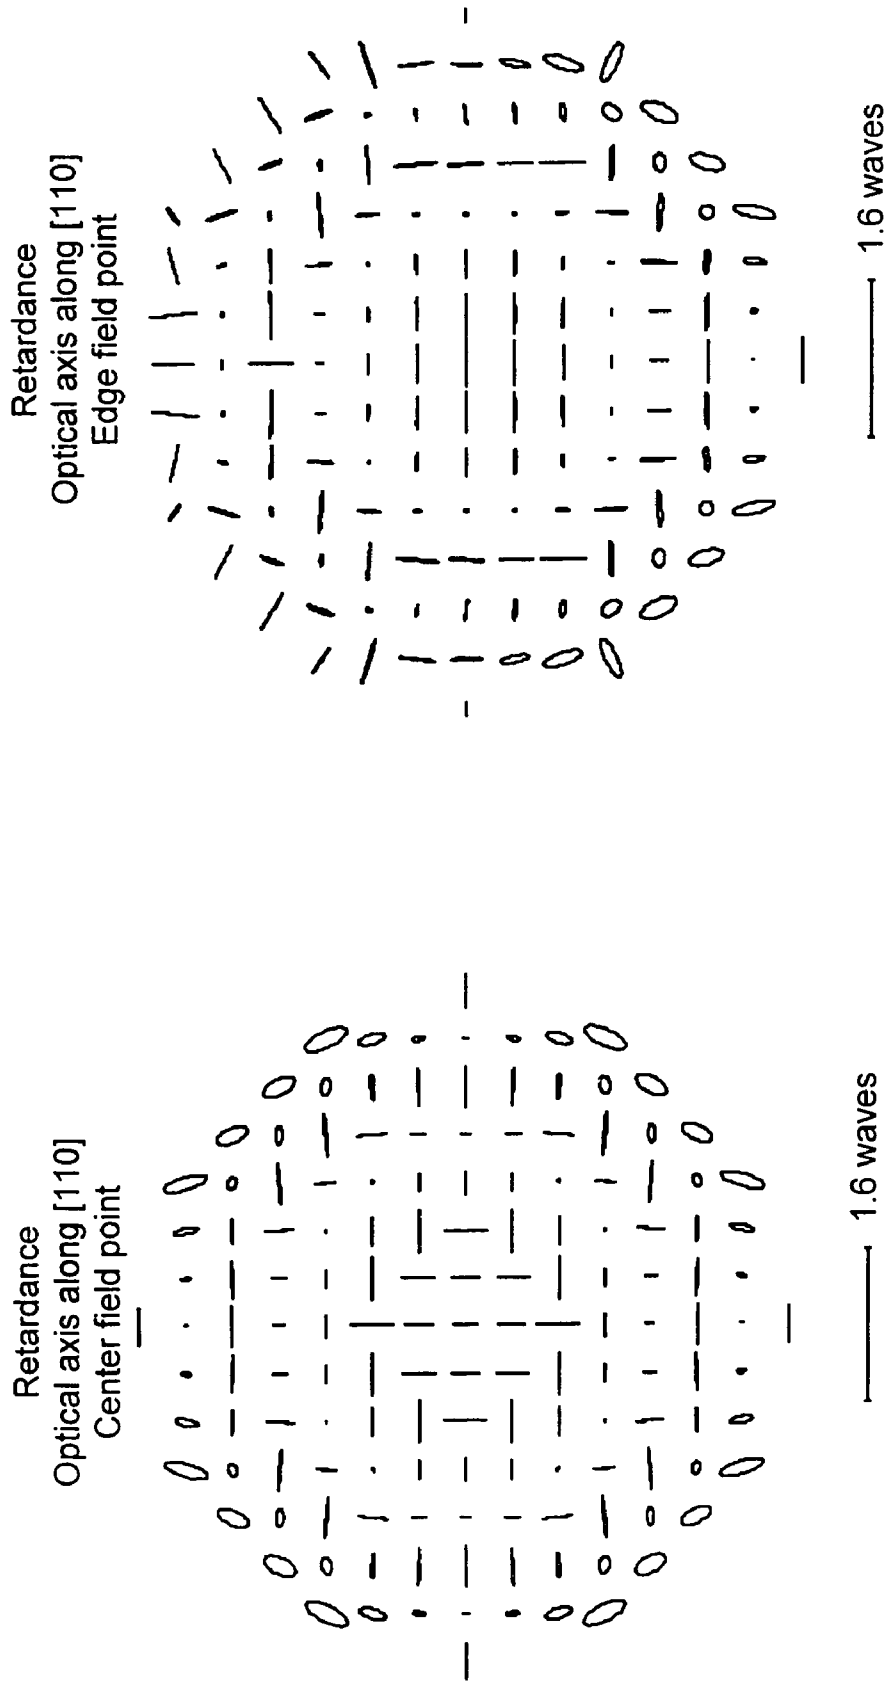 Retardance
Optical axis along [110]
Edge field point
1.6 waves
Retardance
Optical axis along [110]
Center field point
1.6 waves